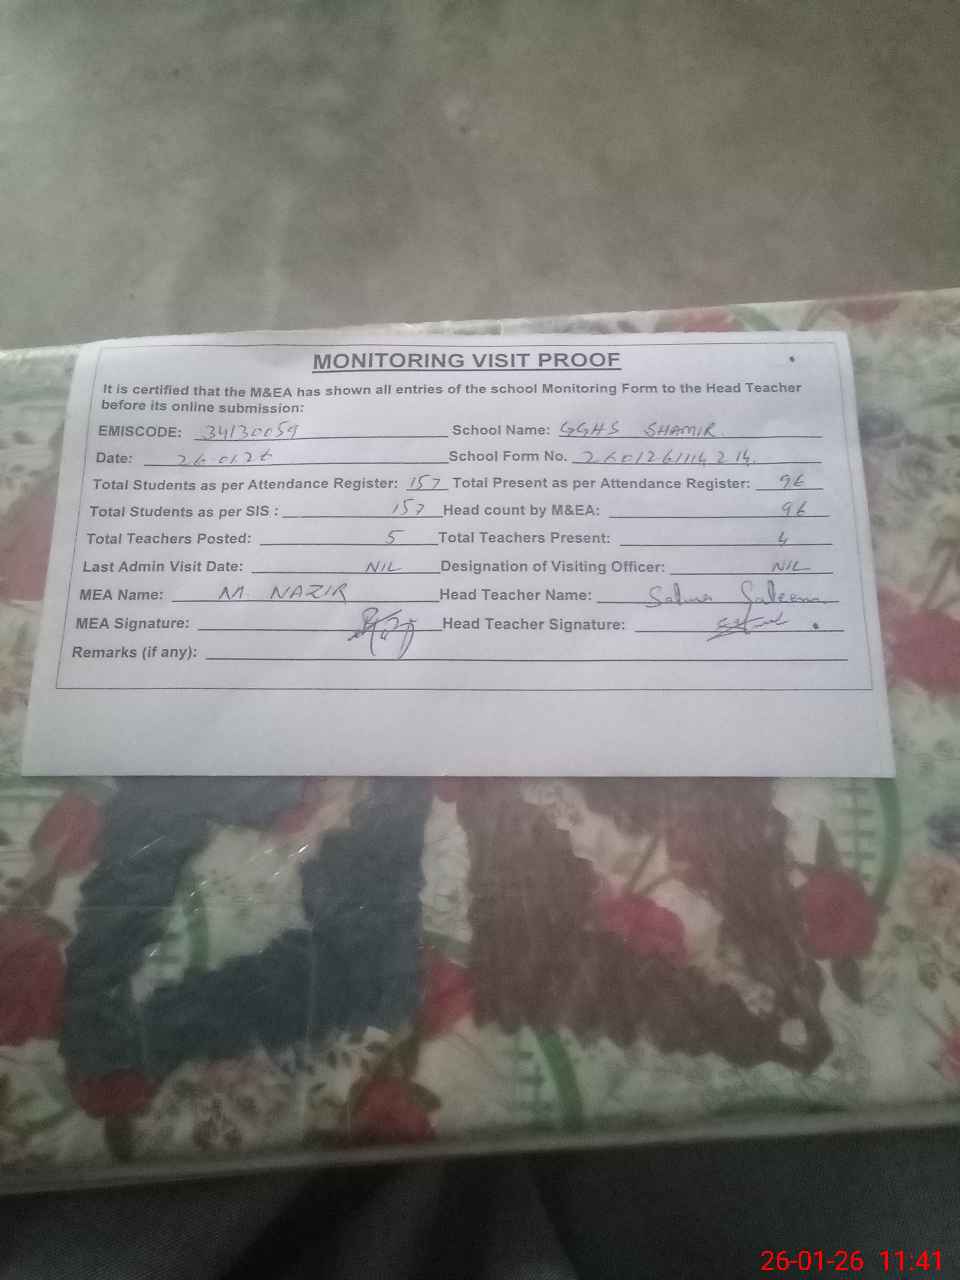 MONITORING VISIT PROOF
It is certified that the M&EA has shown all entries of the school Monitoring Form to the Head Teacher
before its online submission:
EMISCODE: 34130059 School Name: GGHS SHAMIR
Date: 26-01.26 School Form No. 2601261114214.
Total Students as per Attendance Register: 157 Total Present as per Attendance Register: 96
Total Students as per SIS : 157 Head count by M&EA: 96
Total Teachers Posted: 5 Total Teachers Present: 4
Last Admin Visit Date: NIL Designation of Visiting Officer: NIL
MEA Name: M. NAZIR Head Teacher Name: Salma Saleem
MEA Signature: Head Teacher Signature:
Remarks (if any):
26-01-26 11:41